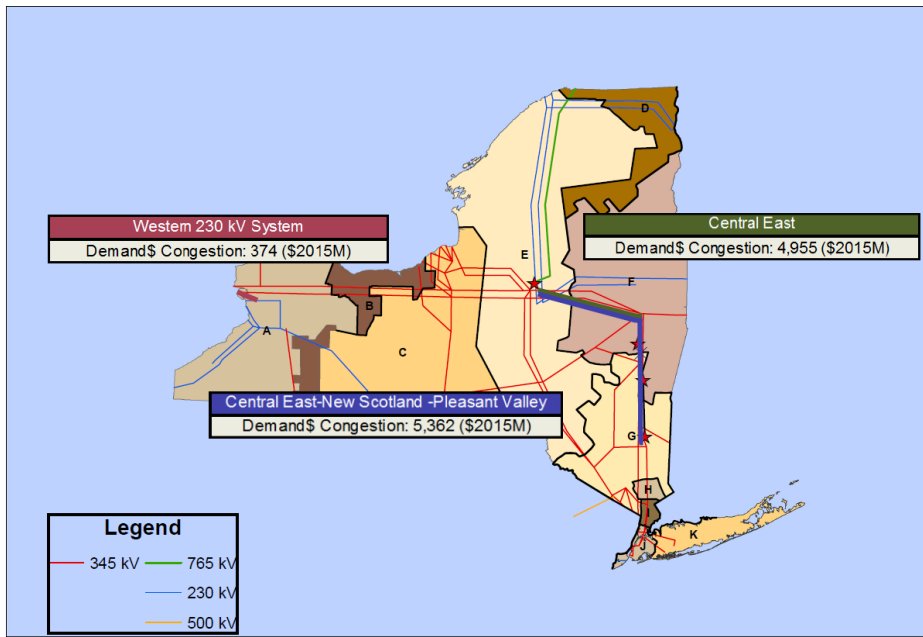 D
Western 230 kV System
Demand$ Congestion: 374 ($2015M)
Central East
Demand$ Congestion: 4,955 ($2015M)
E
F
B
A
C
Central East-New Scotland -Pleasant Valley
Demand$ Congestion: 5,362 ($2015M)
G
H
I
K
J
Legend
345 kV
765 kV
230 kV
500 kV